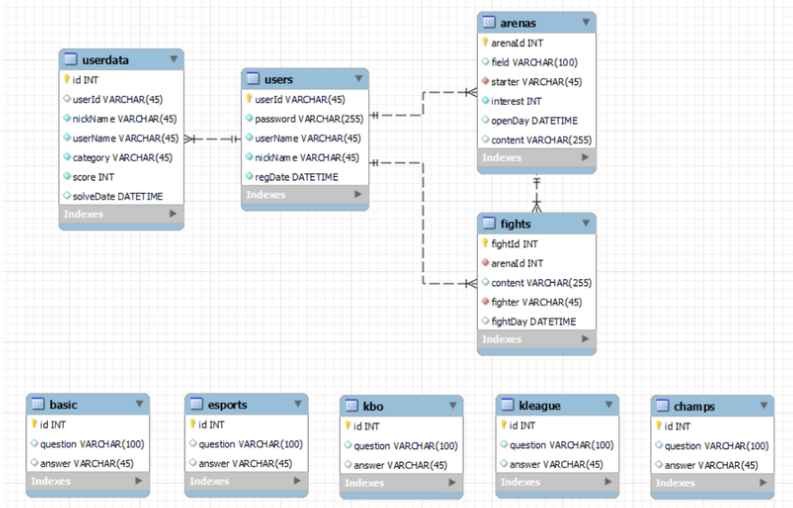 userdata
id INT
userId VARCHAR(45)
nickName VARCHAR(45)
userName VARCHAR(45)
category VARCHAR(45)
score INT
solveDate DATETIME
Indexes
users
userId VARCHAR(45)
password VARCHAR(255)
userName VARCHAR(45)
nickName VARCHAR(45)
regDate DATETIME
Indexes
arenas
arenaId INT
field VARCHAR(100)
starter VARCHAR(45)
interest INT
openDay DATETIME
content VARCHAR(255)
Indexes
fights
fightId INT
arenaId INT
content VARCHAR(255)
fighter VARCHAR(45)
fightDay DATETIME
Indexes
basic
id INT
question VARCHAR(100)
answer VARCHAR(45)
Indexes
esports
id INT
question VARCHAR(100)
answer VARCHAR(45)
Indexes
kbo
id INT
question VARCHAR(100)
answer VARCHAR(45)
Indexes
kleague
id INT
question VARCHAR(100)
answer VARCHAR(45)
Indexes
champs
id INT
question VARCHAR(100)
answer VARCHAR(45)
Indexes